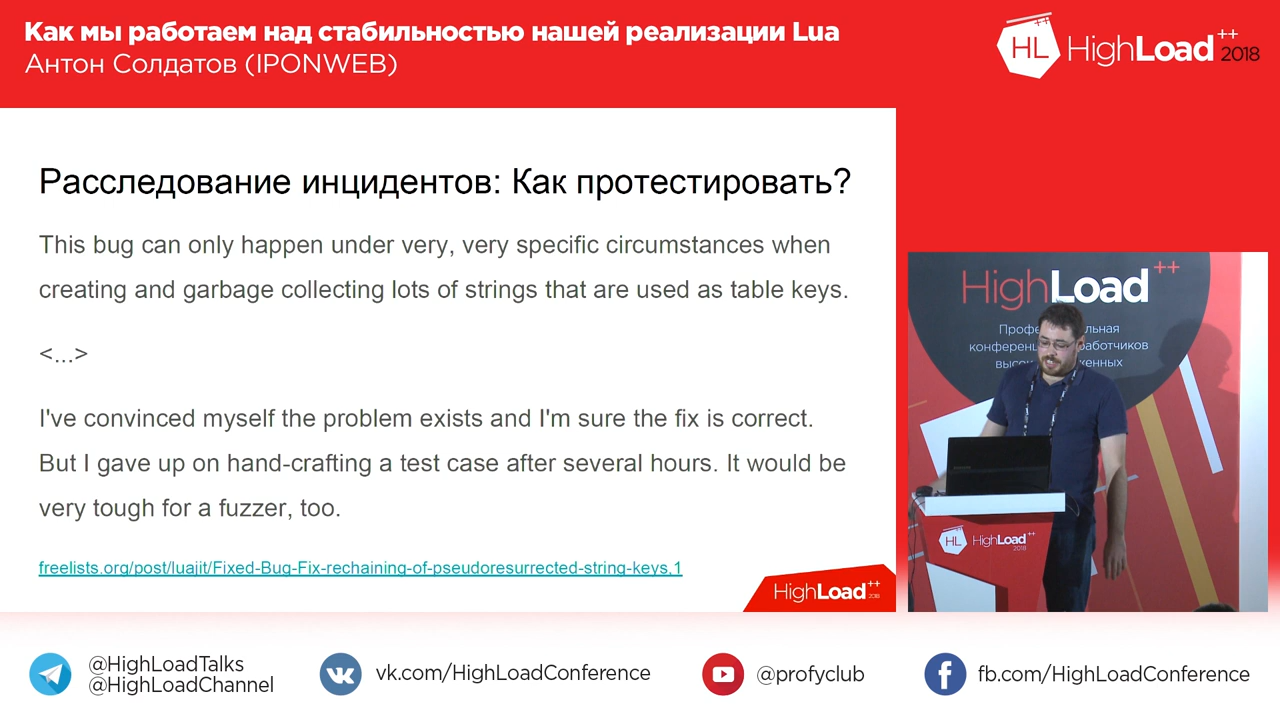 Как мы работаем над стабильностью нашей реализации Lua
Антон Солдатов (IPONWEB)
HL HighLoad++ 2018
Расследование инцидентов: Как протестировать?
This bug can only happen under very, very specific circumstances when
creating and garbage collecting lots of strings that are used as table keys.
<...>
I've convinced myself the problem exists and I'm sure the fix is correct.
But I gave up on hand-crafting a test case after several hours. It would be
very tough for a fuzzer, too.
freelists.org/post/luajit/Fixed-Bug-Fix-rechaining-of-pseudoresurrected-string-keys,1
HighLoad++ 2018
HighLoad++
HL HighLoad++ 2018
@HighLoadTalks
@HighLoadChannel
vk.com/HighLoadConference
@profyclub
fb.com/HighLoadConference